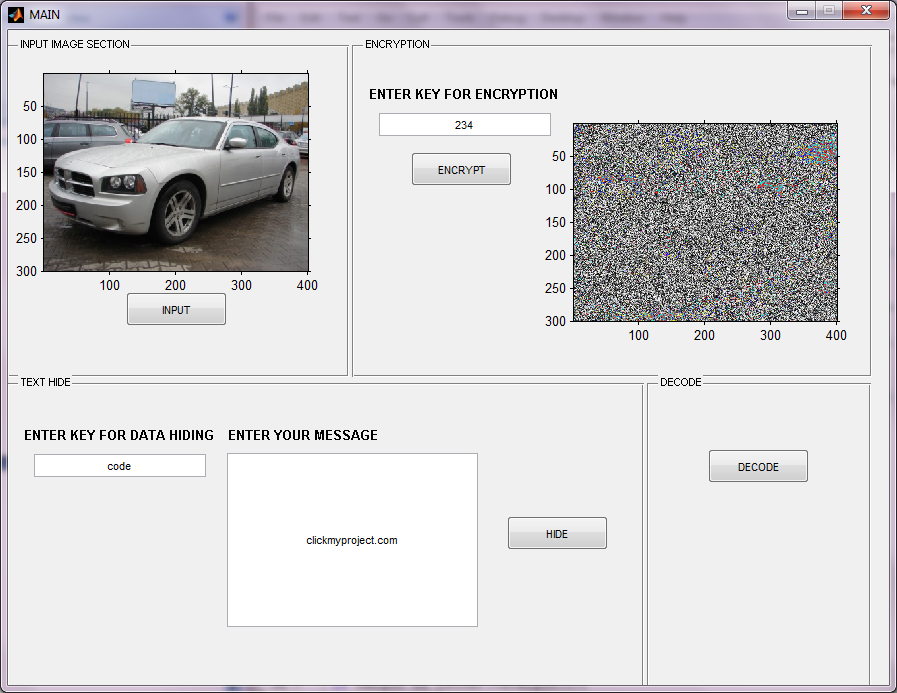 MAIN
INPUT IMAGE SECTION
50
100
150
200
250
300
100 200 300 400
INPUT
ENCRYPTION
ENTER KEY FOR ENCRYPTION
234
ENCRYPT
50
100
150
200
250
300
100 200 300 400
TEXT HIDE
ENTER KEY FOR DATA HIDING
code
ENTER YOUR MESSAGE
clickmyproject.com
HIDE
DECODE
DECODE